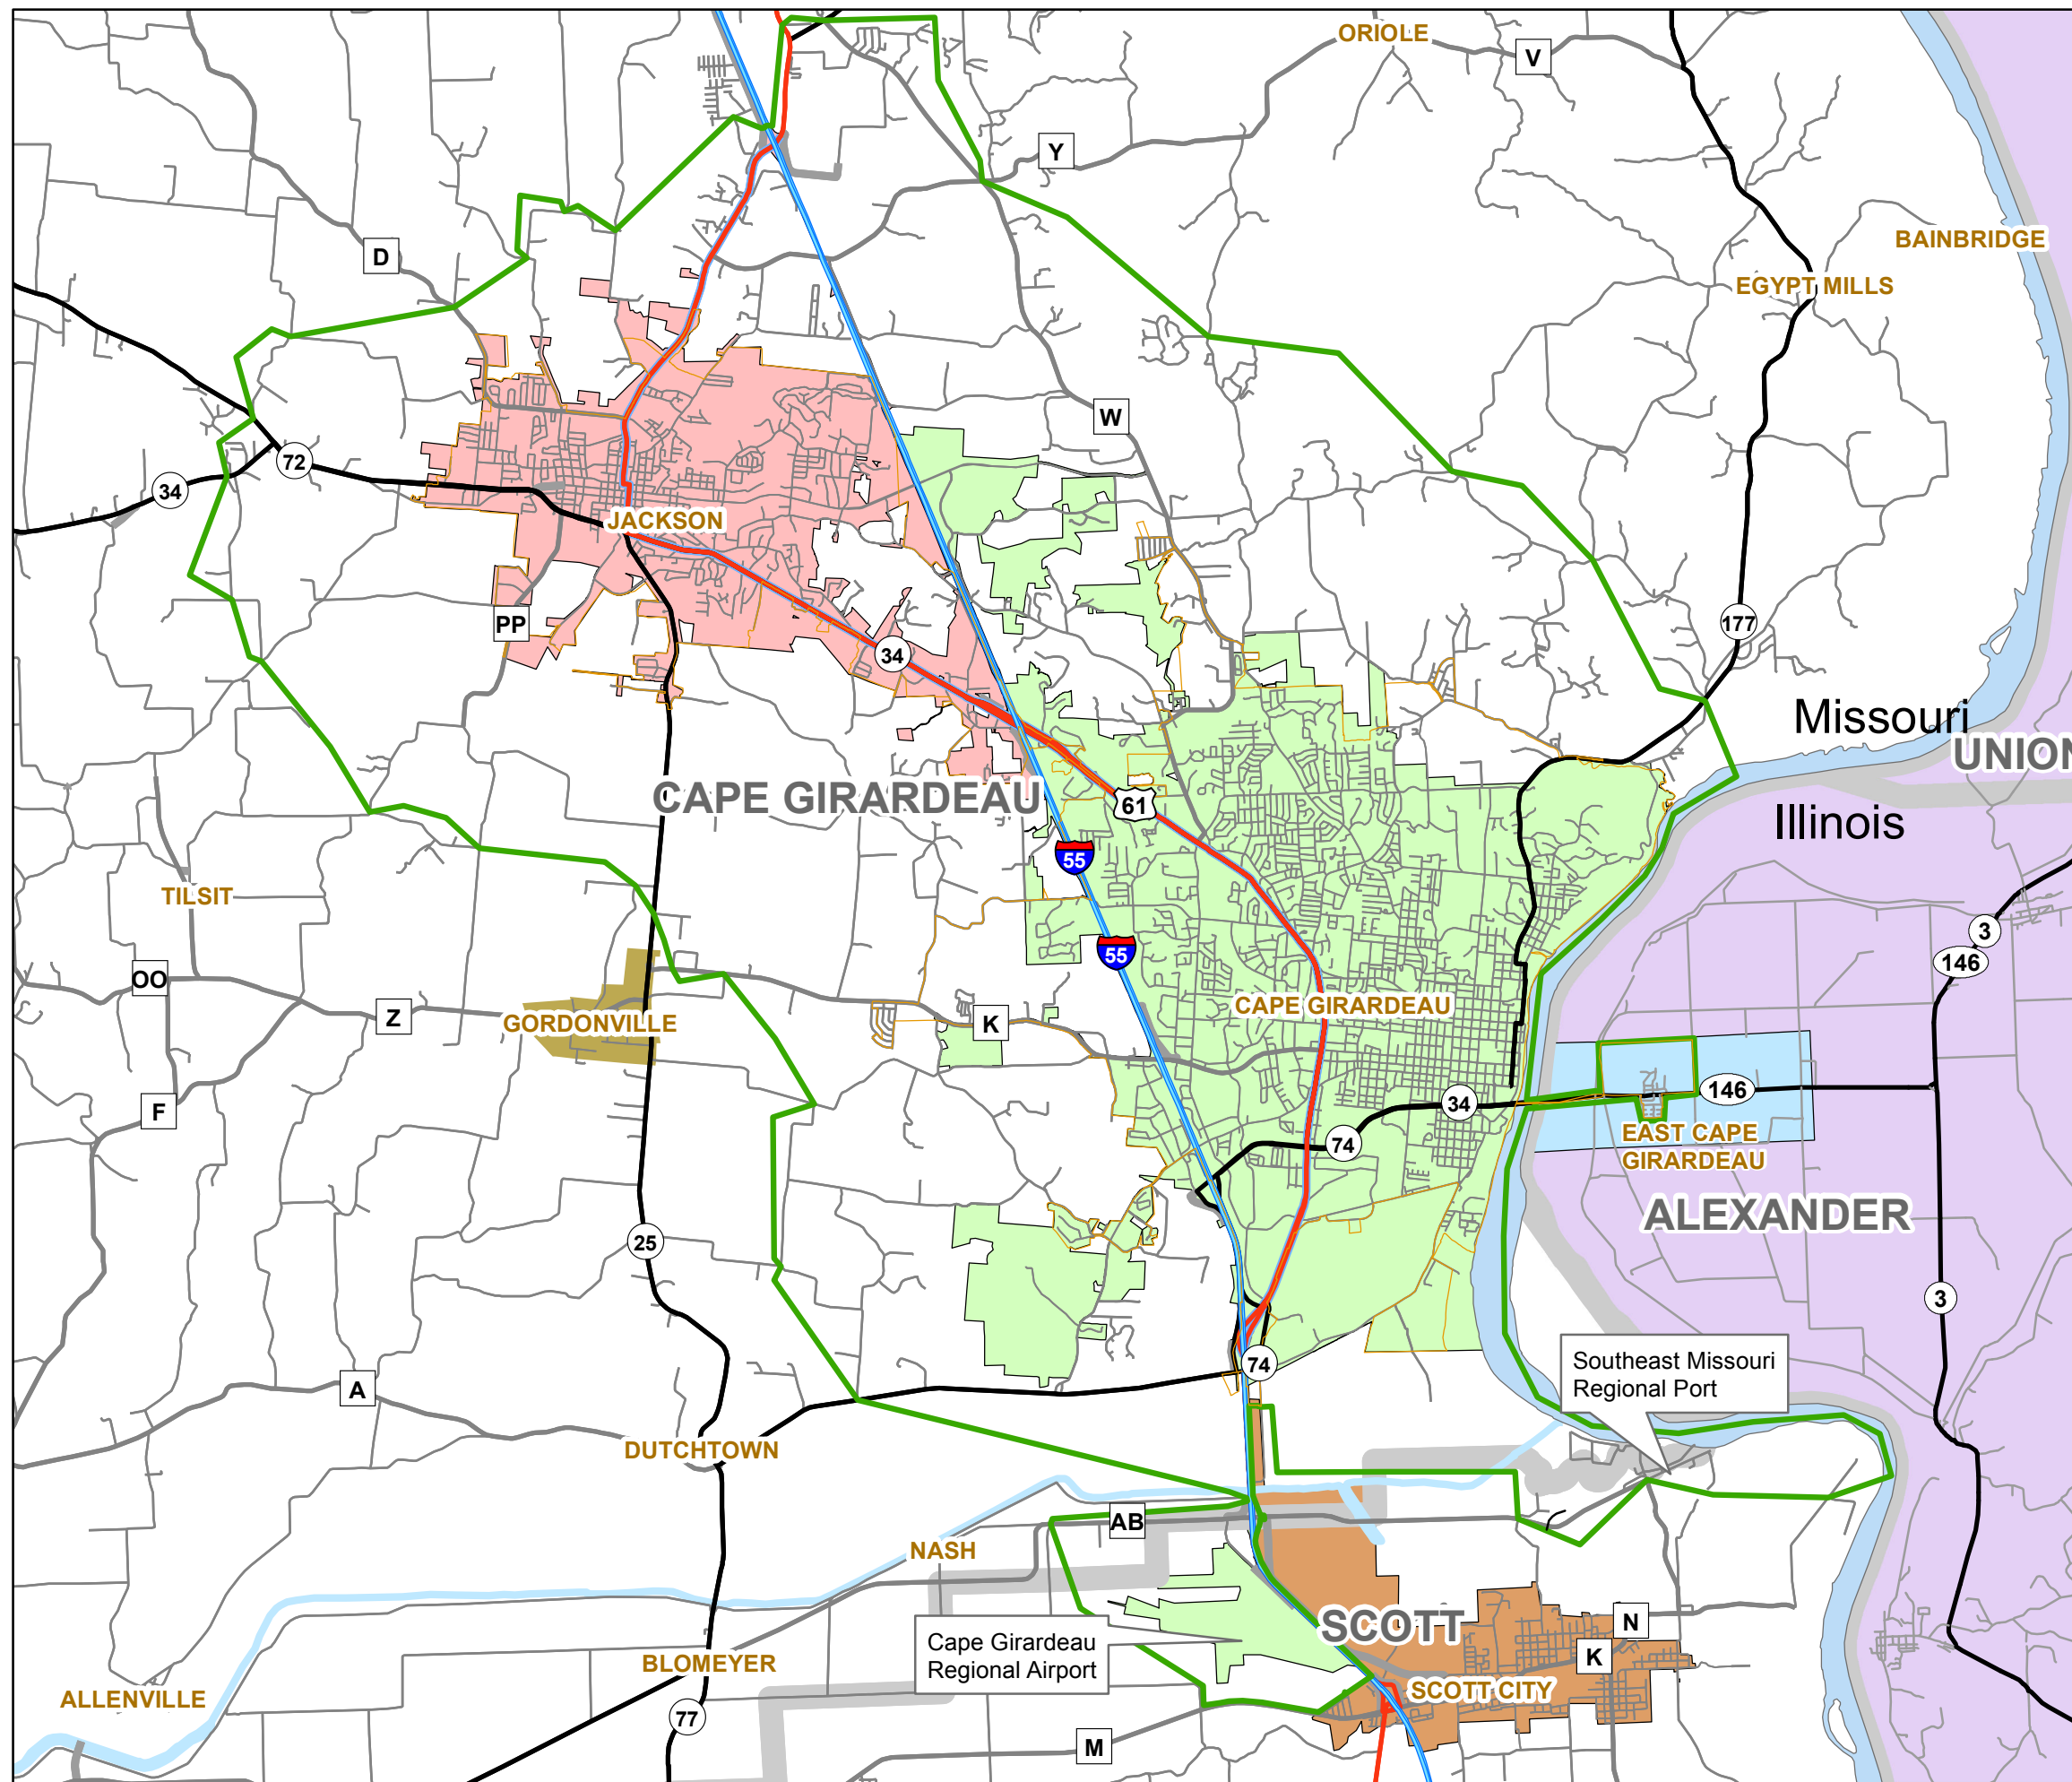 ORIOLE
V
Y
BAINBRIDGE
D
EGYPT MILLS
W
72
34
JACKSON
PP
177
34
Missouri
UNION
CAPE GIRARDEAU
61
Illinois
55
TILSIT
3
55
146
OO
CAPE GIRARDEAU
Z
GORDONVILLE
K
146
F
34
EAST CAPE
GIRARDEAU
74
ALEXANDER
25
3
74
Southeast Missouri
Regional Port
A
DUTCHTOWN
AB
NASH
SCOTT
N
Cape Girardeau
Regional Airport
K
BLOMEYER
SCOTT CITY
ALLENVILLE
77
M